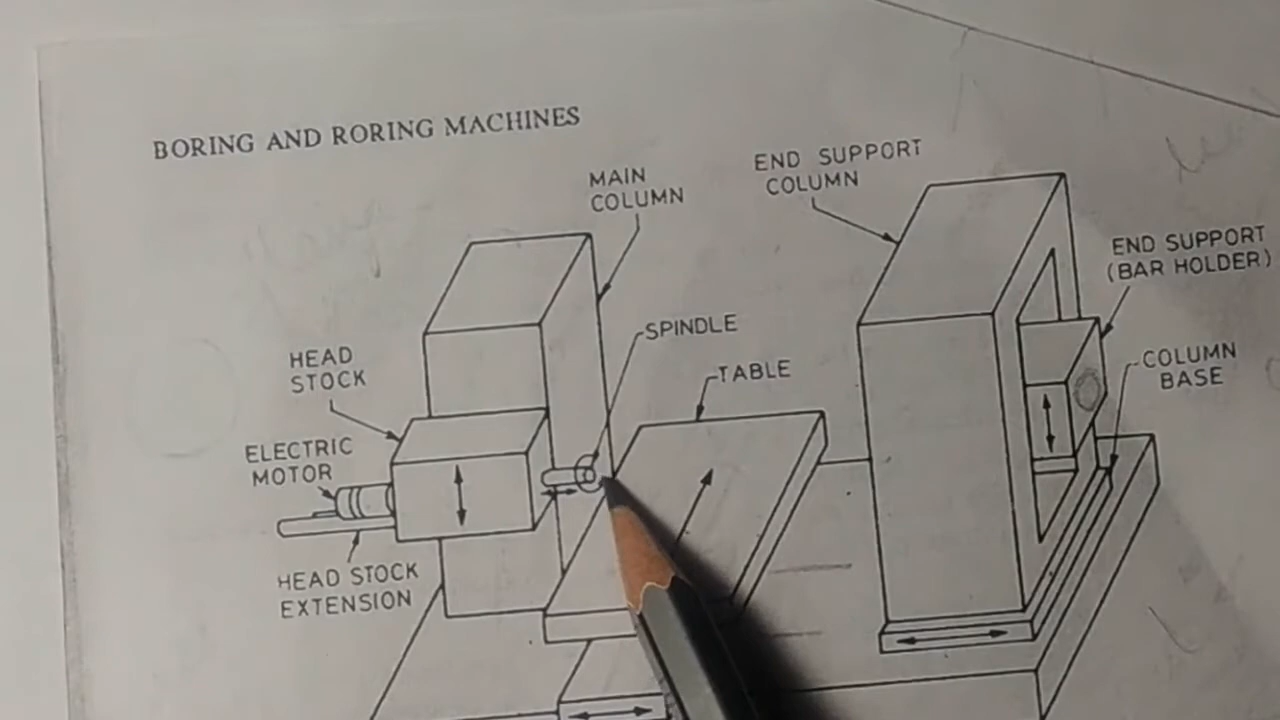 BORING AND RORING MACHINES
MAIN
COLUMN
END SUPPORT
COLUMN
END SUPPORT
(BAR HOLDER)
SPINDLE
HEAD
STOCK
TABLE
COLUMN
BASE
ELECTRIC
MOTOR
HEAD STOCK
EXTENSION